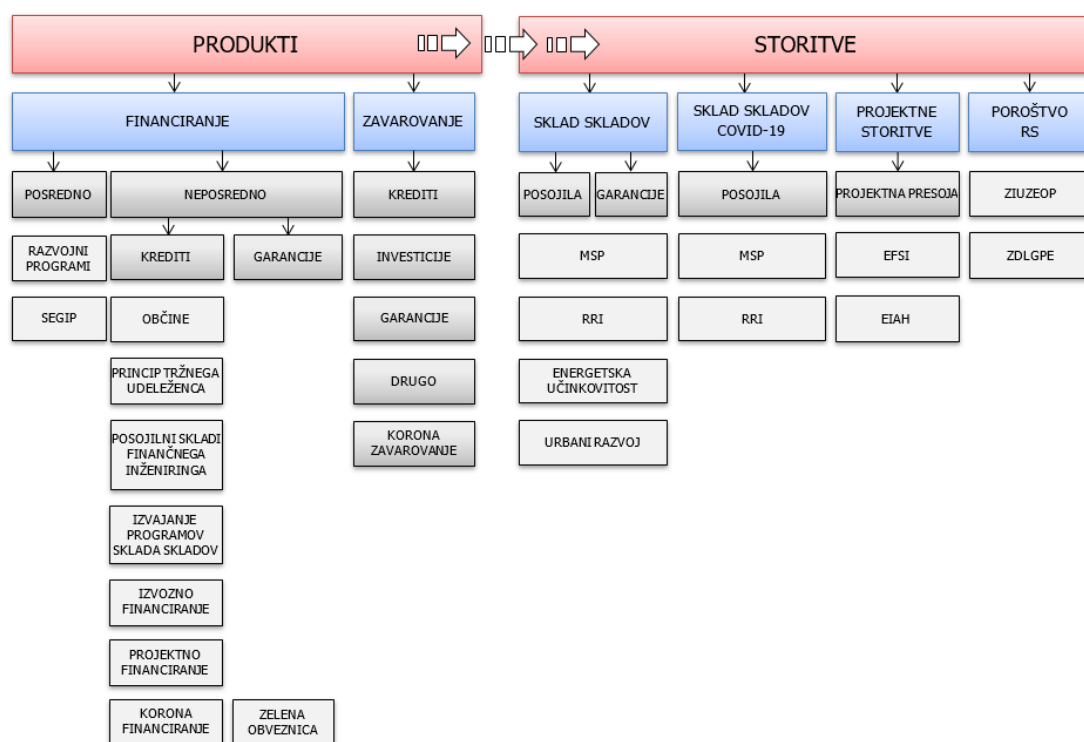 PRODUKTI
STORITVE
FINANCIRANJE
ZAVAROVANJE
SKLAD SKLADOV
SKLAD SKLADOV
COVID-19
PROJEKTNE
STORITVE
POROŠTVO
RS
POSREDNO
NEPOSREDNO
KREDITI
POSOJILA
GARANCIJE
POSOJILA
PROJEKTNA PRESOJA
ZIUZEOP
RAZVOJNI
PROGRAMI
KREDITI
GARANCIJE
INVESTICIJE
MSP
MSP
EFSI
ZDLGPE
SEGIP
OBČINE
GARANCIJE
RRI
RRI
EIAH
PRINCIP TRŽNEGA
UDELEŽENCA
DRUGO
ENERGETSKA
UČINKOVITOST
POSOJILNI SKLADI
FINANČNEGA
INŽENIRINGA
KORONA
ZAVAROVANJE
URBANI RAZVOJ
IZVAJANJE
PROGRAMOV
SKLADA SKLADOV
IZVOZNO
FINANCIRANJE
PROJEKTNO
FINANCIRANJE
KORONA
FINANCIRANJE
ZELENA
OBVEZNICA